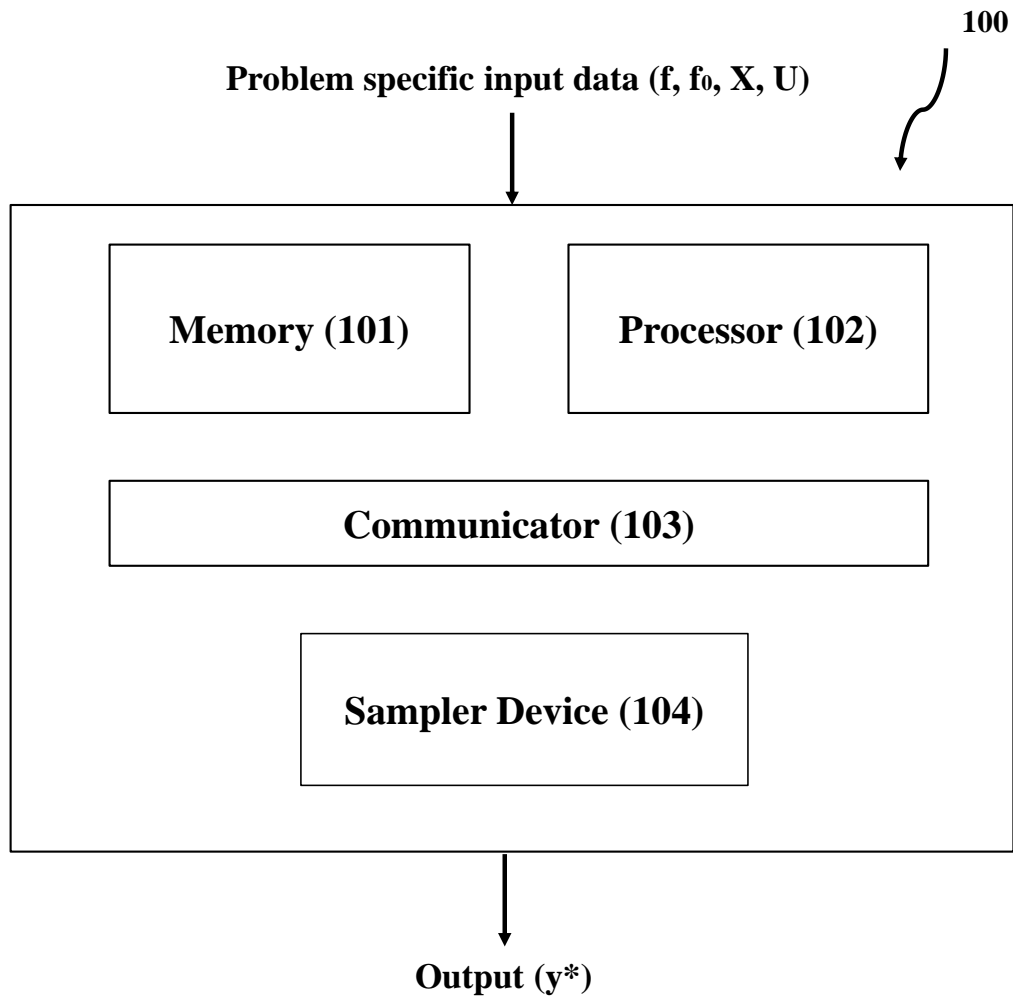 100
Problem specific input data (f, f₀, X, U)
Memory (101)
Processor (102)
Communicator (103)
Sampler Device (104)
Output (y*)